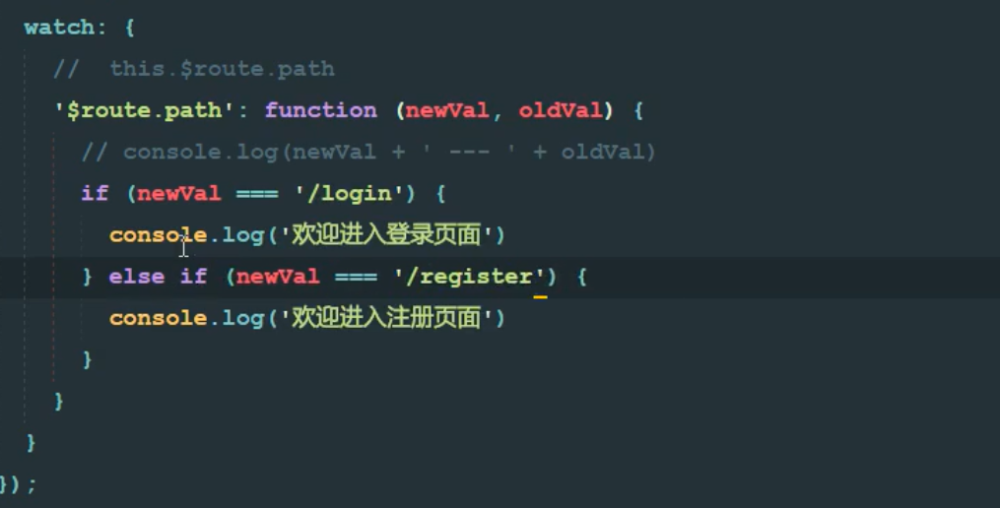 watch: {
//  this.$route.path
'$route.path': function (newVal, oldVal) {
// console.log(newVal + ' --- ' + oldVal)
if (newVal === '/login') {
console.log('欢迎进入登录页面')
} else if (newVal === '/register') {
console.log('欢迎进入注册页面')
}
}
}
});